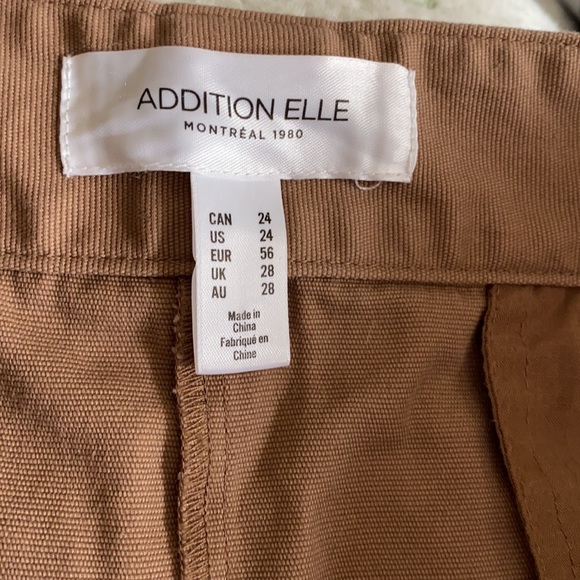 ADDITION ELLE
MONTRÉAL 1980
CAN 24
US 24
EUR 56
UK 28
AU 28
Made in
China
Fabriqué en
Chine